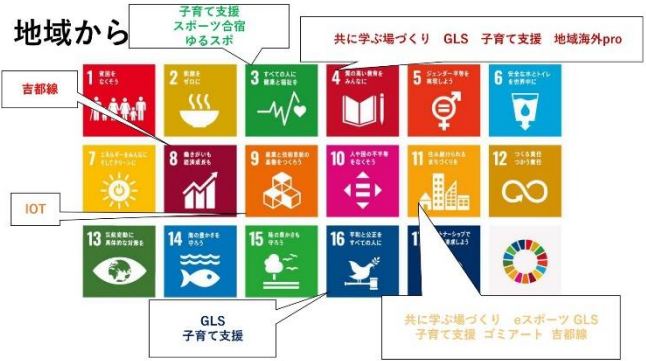 地域から
子育て支援
スポーツ合宿
ゆるスポ
共に学ぶ場づくり GLS 子育て支援 地域海外pro
吉都線
1 貧困を
なくそう
2 飢餓を
ゼロに
3 すべての人に
健康と福祉を
4 質の高い教育を
みんなに
5 ジェンダー平等を
実現しよう
6 安全な水とトイレ
を世界中に
7 エネルギーをみんなに
そしてクリーンに
8 働きがいも
経済成長も
9 産業と技術革新の
基盤をつくろう
10 人や国の不平等
をなくそう
11 住み続けられる
まちづくりを
12 つくる責任
つかう責任
IOT
13 気候変動に
具体的な対策を
14 海の豊かさを
守ろう
15 陸の豊かさも
守ろう
16 平和と公正を
すべての人に
ートナーシップで
達成しよう
GLS
子育て支援
共に学ぶ場づくり eスポーツ GLS
子育て支援 ゴミアート 吉都線